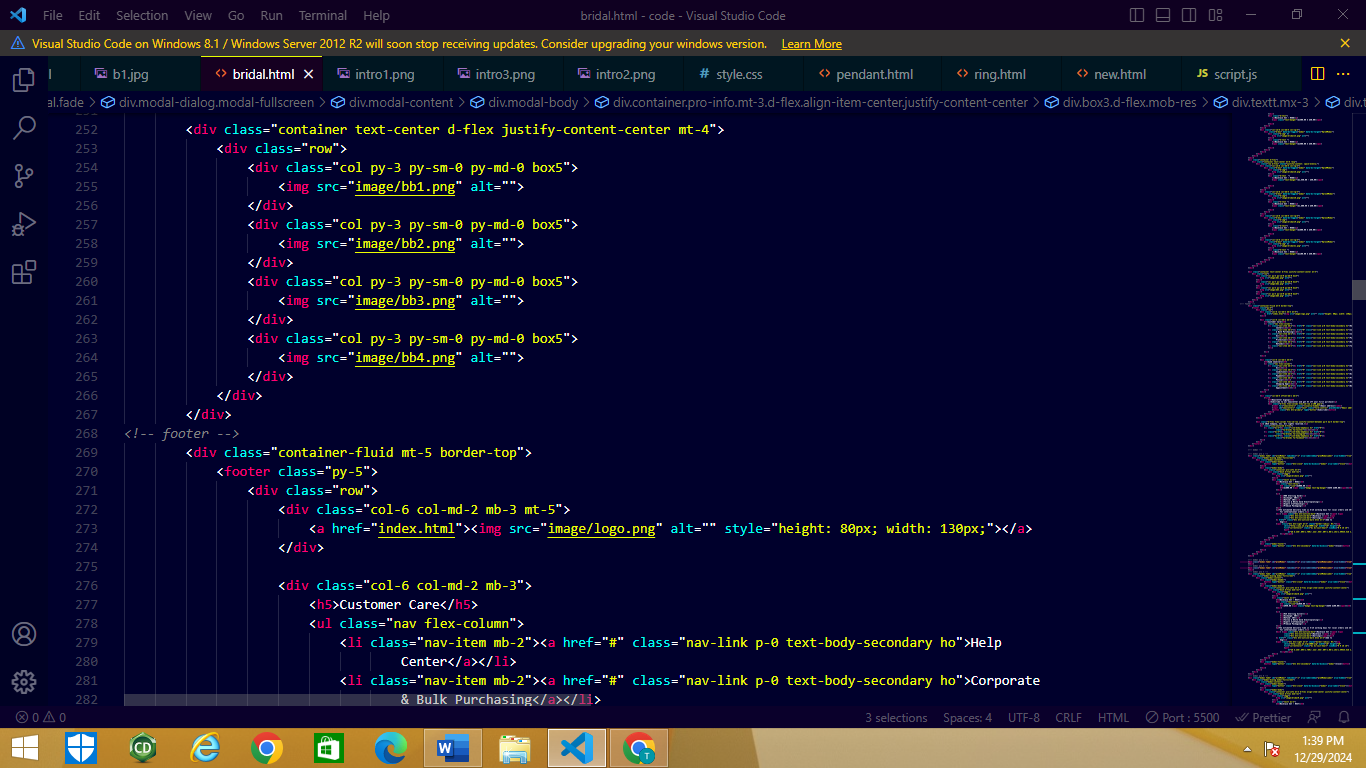 File Edit Selection View Go Run Terminal Help bridal.html - code - Visual Studio Code
Visual Studio Code on Windows 8.1 / Windows Server 2012 R2 will soon stop receiving updates. Consider upgrading your windows version. Learn More
b1.jpg bridal.html intro1.png intro3.png intro2.png # style.css pendant.html ring.html new.html JS script.js
al.fade > div.modal-dialog.modal-fullscreen > div.modal-content > div.modal-body > div.container.pro-info.mt-3.d-flex.align-item-center.justify-content-center > div.box3.d-flex.mob-res > div.textt.mx-3 >
252 <div class="container text-center d-flex justify-content-center mt-4">
253 <div class="row">
254 <div class="col py-3 py-sm-0 py-md-0 box5">
255 <img src="image/bb1.png" alt="">
256 </div>
257 <div class="col py-3 py-sm-0 py-md-0 box5">
258 <img src="image/bb2.png" alt="">
259 </div>
260 <div class="col py-3 py-sm-0 py-md-0 box5">
261 <img src="image/bb3.png" alt="">
262 </div>
263 <div class="col py-3 py-sm-0 py-md-0 box5">
264 <img src="image/bb4.png" alt="">
265 </div>
266 </div>
267 </div>
268 <!-- footer -->
269 <div class="container-fluid mt-5 border-top">
270 <footer class="py-5">
271 <div class="row">
272 <div class="col-6 col-md-2 mb-3 mt-5">
273 <a href="index.html"><img src="image/logo.png" alt="" style="height: 80px; width: 130px;"></a>
274 </div>
275
276 <div class="col-6 col-md-2 mb-3">
277 <h5>Customer Care</h5>
278 <ul class="nav flex-column">
279 <li class="nav-item mb-2"><a href="#" class="nav-link p-0 text-body-secondary ho">Help
280 Center</a></li>
281 <li class="nav-item mb-2"><a href="#" class="nav-link p-0 text-body-secondary ho">Corporate
282 & Bulk Purchasing</a></li>
0 0 3 selections Spaces: 4 UTF-8 CRLF HTML Port : 5500 Prettier
1:39 PM
12/29/2024